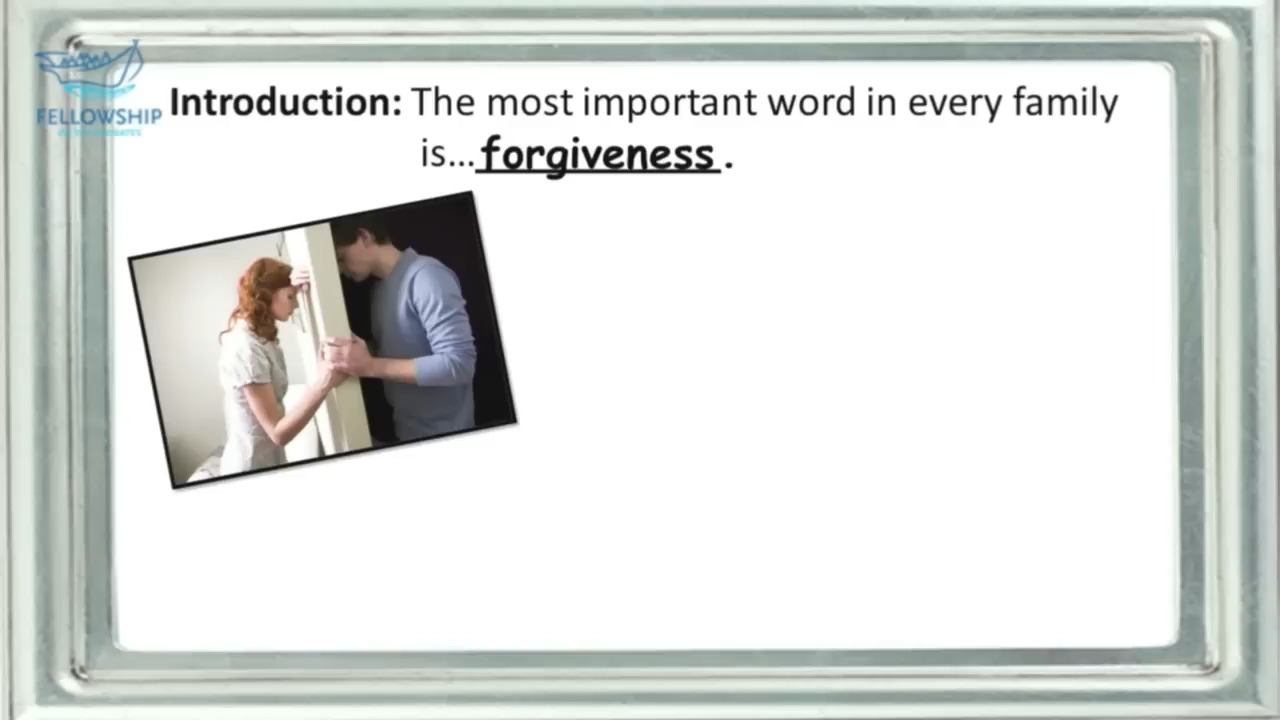 FELLOWSHIP
Introduction: The most important word in every family
is...forgiveness.